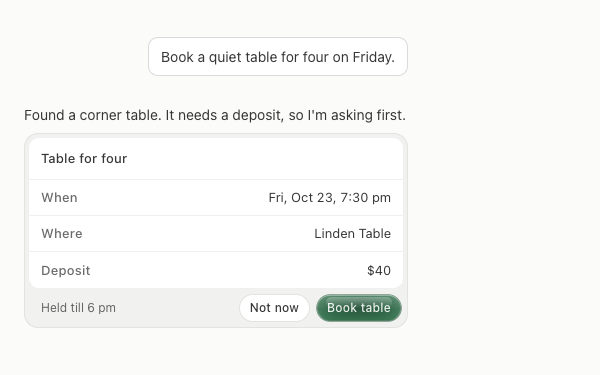 Book a quiet table for four on Friday.
Found a corner table. It needs a deposit, so I'm asking first.
Table for four
When Fri, Oct 23, 7:30 pm
Where Linden Table
Deposit $40
Held till 6 pm Not now Book table